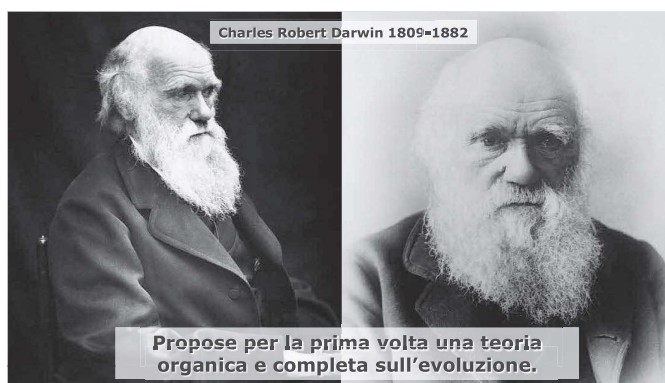 Charles Robert Darwin 1809-1882
Propose per la prima volta una teoria
organica e completa sull'evoluzione.